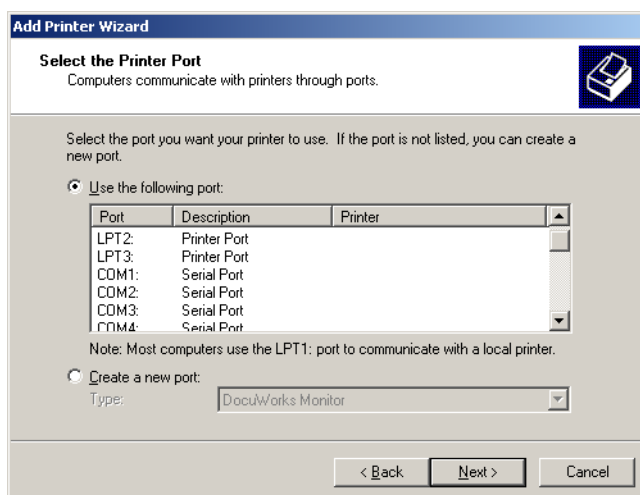 Add Printer Wizard
Select the Printer Port
Computers communicate with printers through ports.
Select the port you want your printer to use.  If the port is not listed, you can create a
new port.
Use the following port:
Port Description Printer
LPT2: Printer Port
LPT3: Printer Port
COM1: Serial Port
COM2: Serial Port
COM3: Serial Port
COM4: Serial Port
Note: Most computers use the LPT1: port to communicate with a local printer.
Create a new port:
Type: DocuWorks Monitor
< Back Next > Cancel